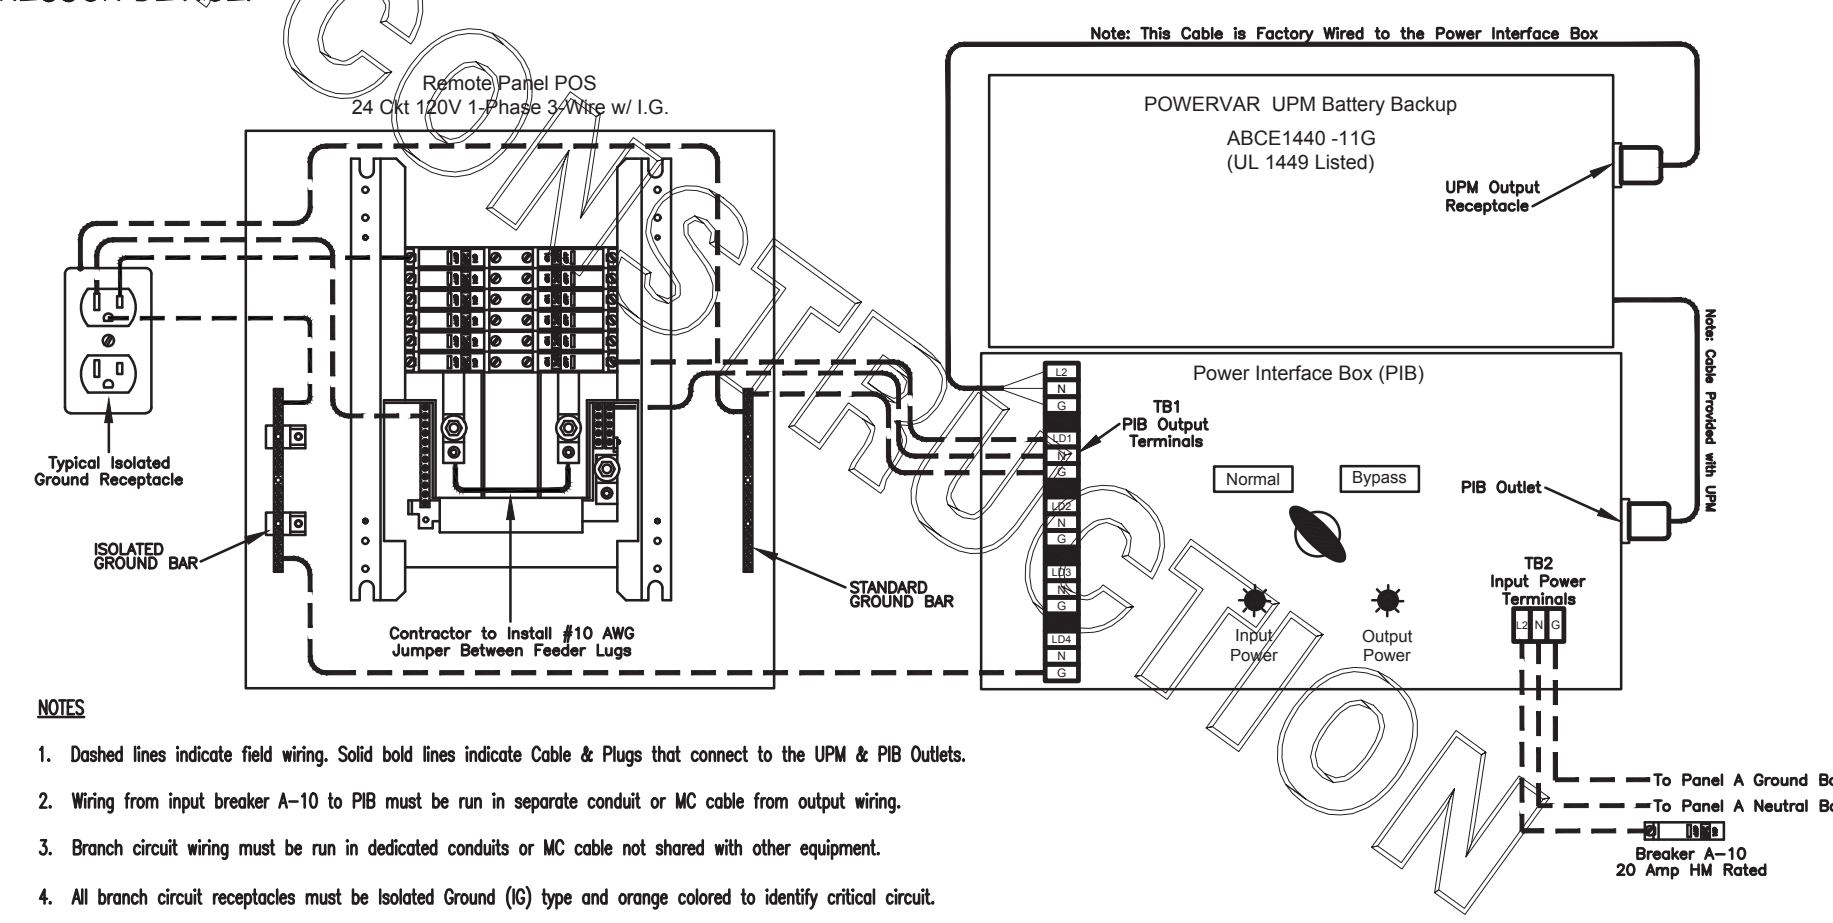 Note: This Cable is Factory Wired to the Power Interface Box
Remote Panel POS
24 Ckt 120V 1-Phase 3-Wire w/ I.G.
POWERVAR UPM Battery Backup
ABCE1440 -11G
(UL 1449 Listed)
UPM Output
Receptacle
Note: Cable Provided with UPM
Power Interface Box (PIB)
L2
N
G
LD1
N
G
LD2
N
G
LD3
N
G
LD4
N
G
TB1
PIB Output
Terminals
Normal
Bypass
PIB Outlet
Typical Isolated
Ground Receptacle
ISOLATED
GROUND BAR
STANDARD
GROUND BAR
Contractor to Install #10 AWG
Jumper Between Feeder Lugs
Input
Power
Output
Power
TB2
Input Power
Terminals
L2 N G
To Panel A Ground
To Panel A Neutral
Breaker A-10
20 Amp HM Rated
NOTES
1. Dashed lines indicate field wiring. Solid bold lines indicate Cable & Plugs that connect to the UPM & PIB Outlets.
2. Wiring from input breaker A-10 to PIB must be run in separate conduit or MC cable from output wiring.
3. Branch circuit wiring must be run in dedicated conduits or MC cable not shared with other equipment.
4. All branch circuit receptacles must be Isolated Ground (IG) type and orange colored to identify critical circuit.
CONSTRUCTION